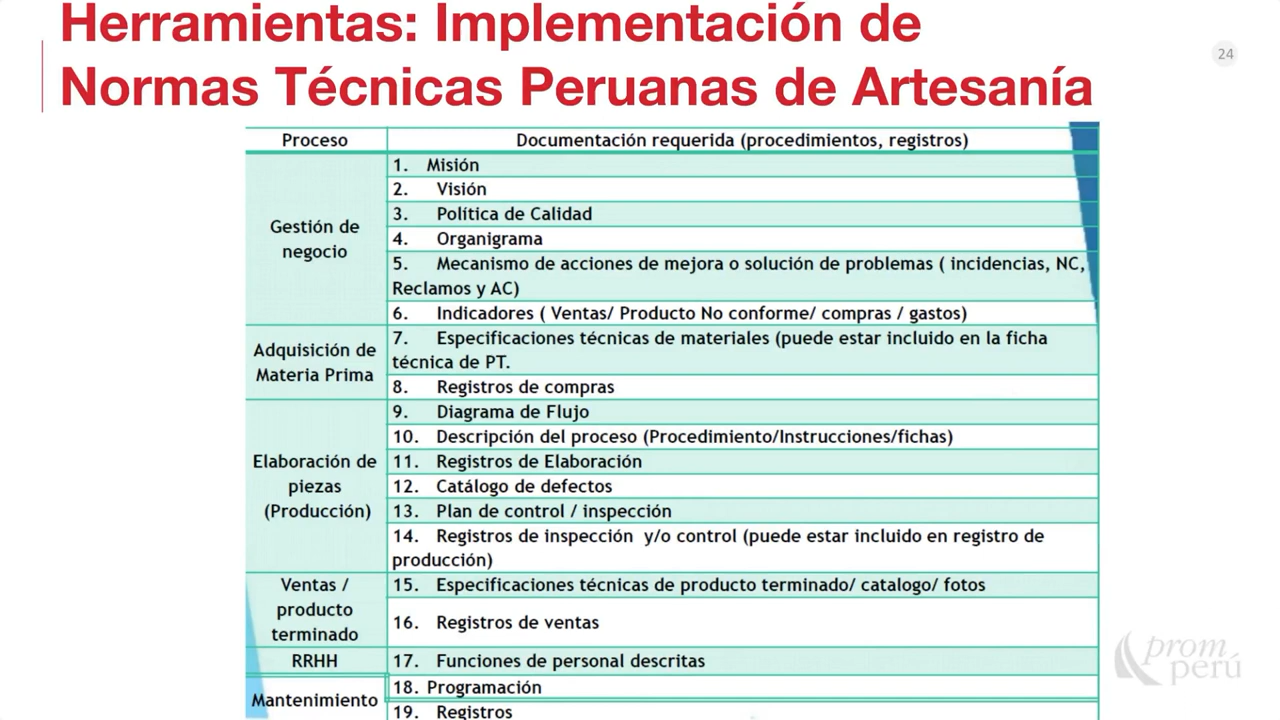 Herramientas: Implementación de
Normas Técnicas Peruanas de Artesanía
24
Proceso
Documentación requerida (procedimientos, registros)
Gestión de
negocio
1. Misión
2. Visión
3. Política de Calidad
4. Organigrama
5. Mecanismo de acciones de mejora o solución de problemas ( incidencias, NC,
Reclamos y AC)
6. Indicadores ( Ventas/ Producto No conforme/ compras / gastos)
Adquisición de
Materia Prima
7. Especificaciones técnicas de materiales (puede estar incluido en la ficha
técnica de PT.
8. Registros de compras
Elaboración de
piezas
(Producción)
9. Diagrama de Flujo
10. Descripción del proceso (Procedimiento/Instrucciones/fichas)
11. Registros de Elaboración
12. Catálogo de defectos
13. Plan de control / inspección
14. Registros de inspección y/o control (puede estar incluido en registro de
producción)
Ventas /
producto
terminado
15. Especificaciones técnicas de producto terminado/ catalogo/ fotos
16. Registros de ventas
RRHH
17. Funciones de personal descritas
Mantenimiento
18. Programación
19. Registros
prom
perú